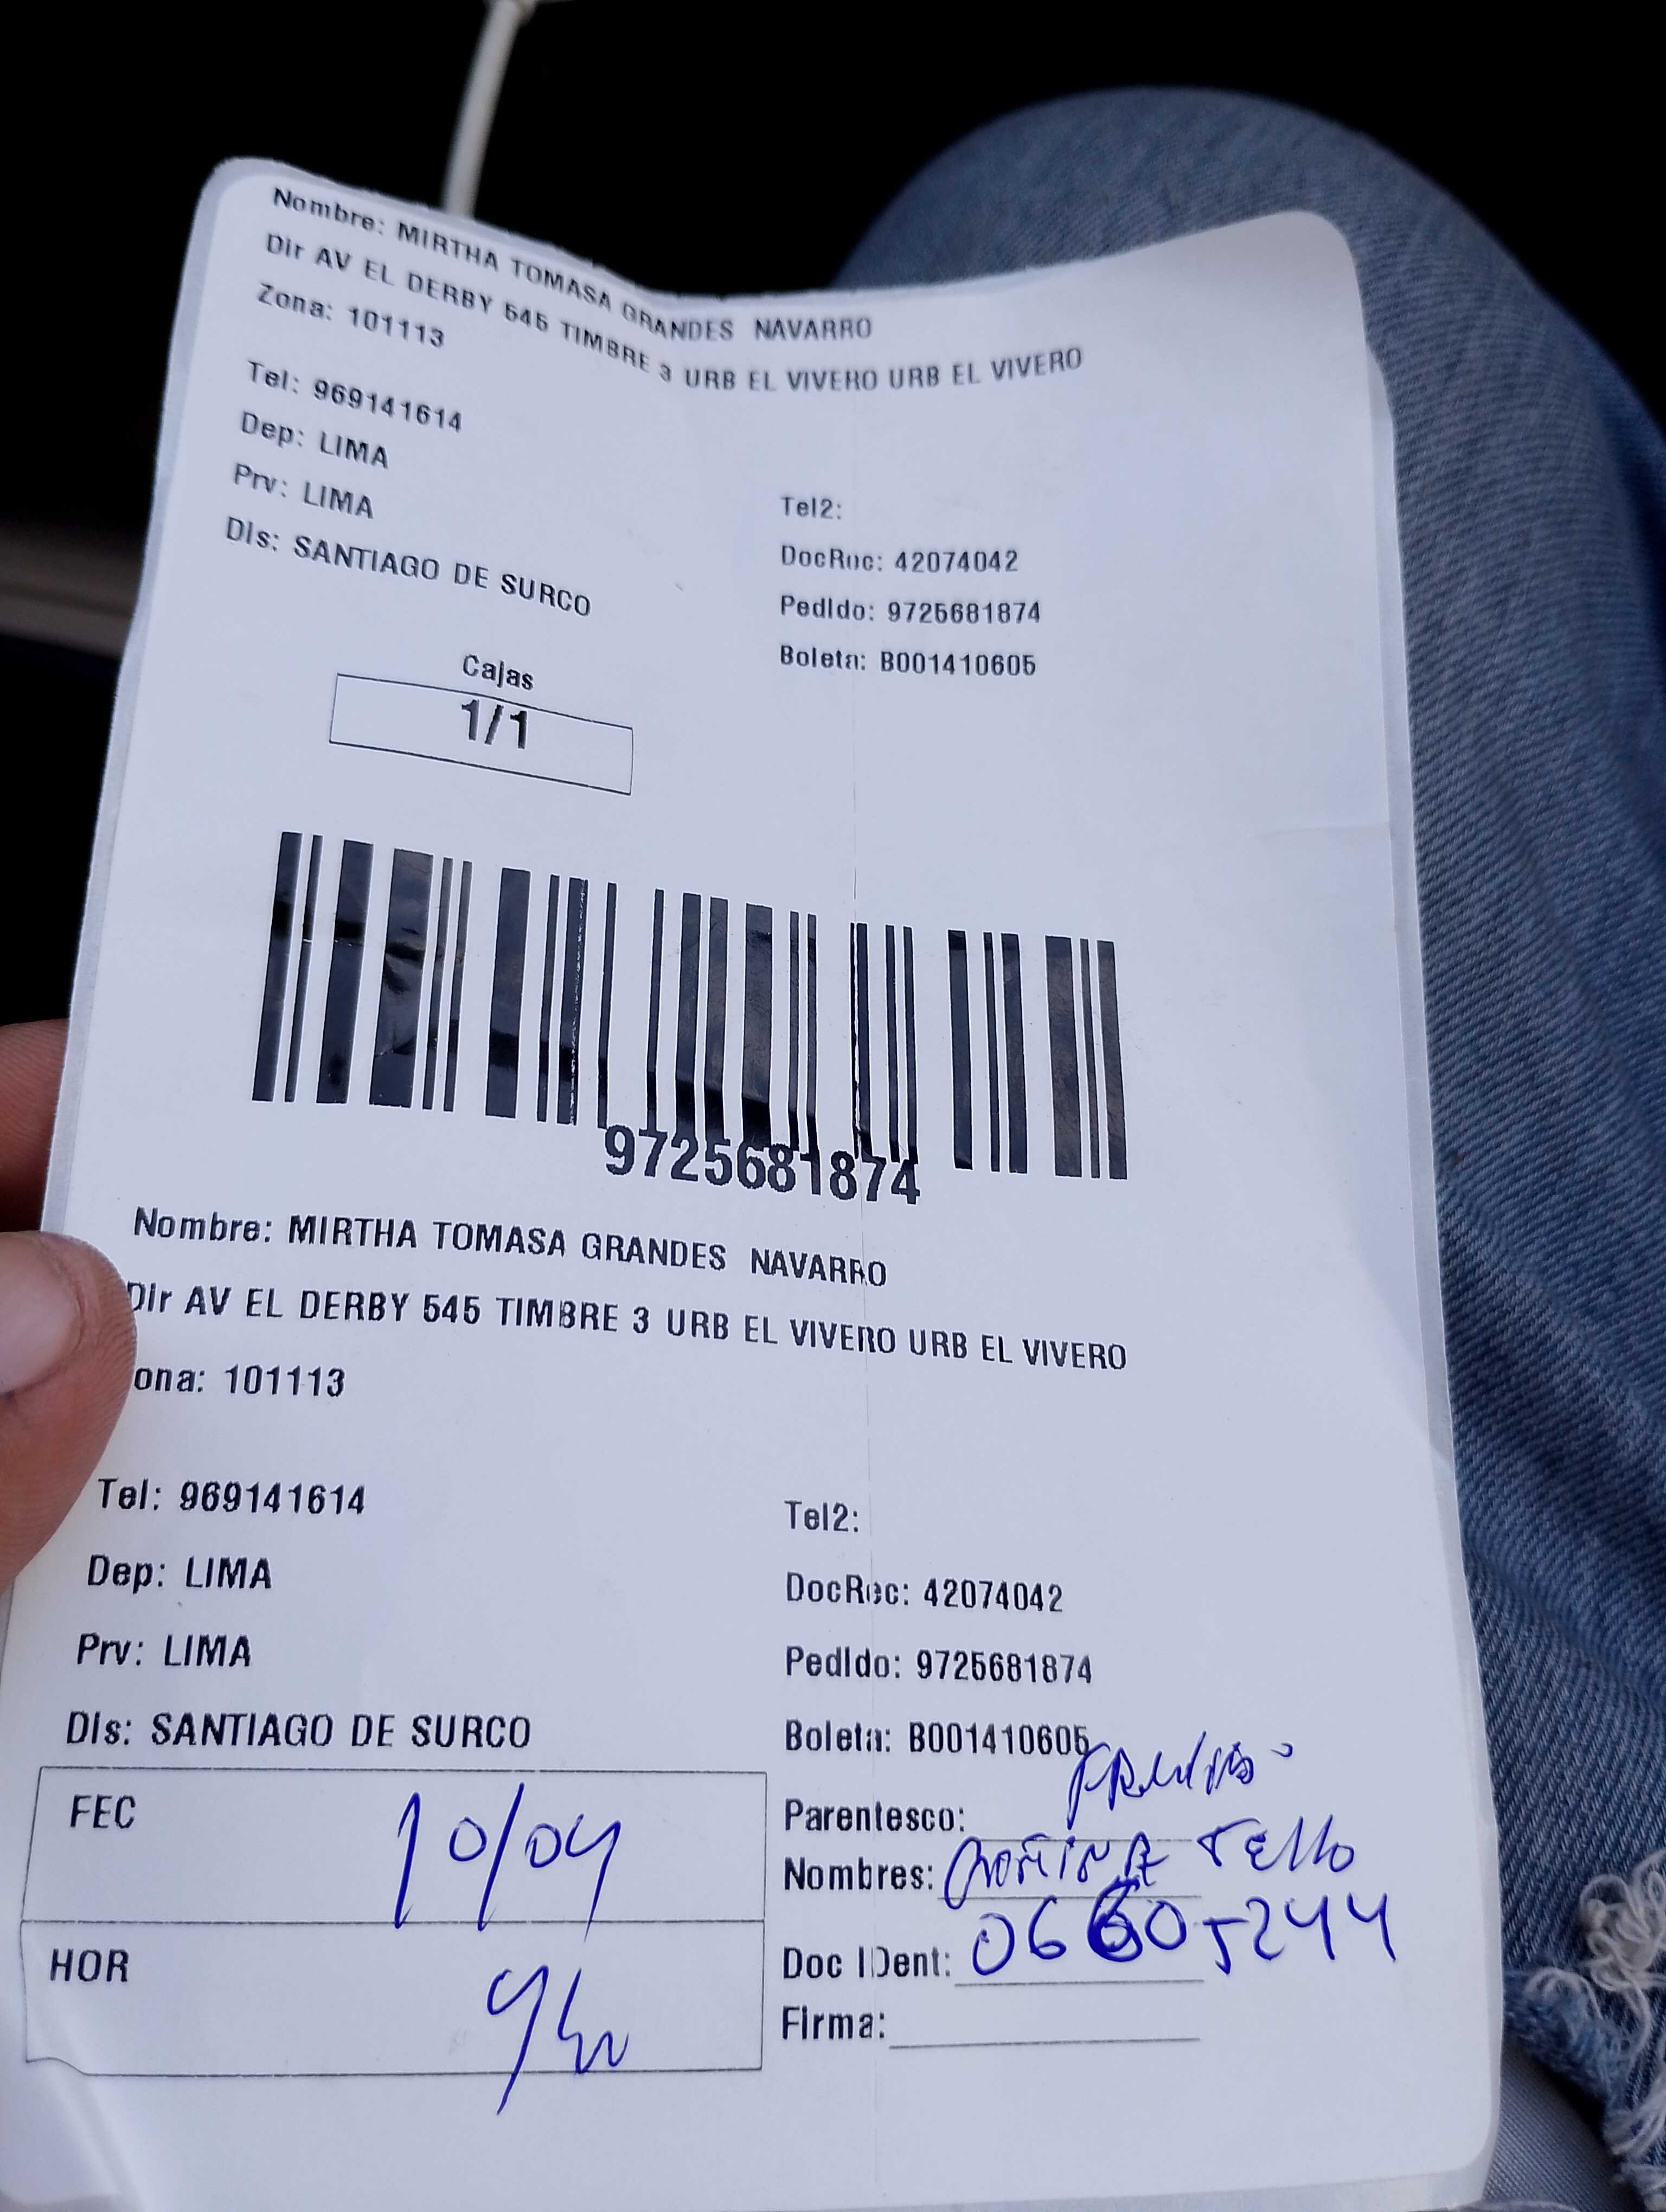 Nombre: MIRTHA TOMASA GRANDES NAVARRO
Dir AV EL DERBY 545 TIMBRE 3 URB EL VIVERO URB EL VIVERO
Zona: 101113
Tel: 969141614
Dep: LIMA
Prv: LIMA
Dis: SANTIAGO DE SURCO
Tel2:
DocRec: 42074042
Pedido: 9725681874
Boleta: B001410605
Cajas
1/1
9725681874
Nombre: MIRTHA TOMASA GRANDES NAVARRO
Dir AV EL DERBY 545 TIMBRE 3 URB EL VIVERO URB EL VIVERO
ona: 101113
Tel: 969141614
Dep: LIMA
Prv: LIMA
Dis: SANTIAGO DE SURCO
Tel2:
DocRec: 42074042
Pedido: 9725681874
Boleta: B001410605
FEC 10/04
HOR
Parentesco:
Nombres: TELLO
Doc IDent: 06605244
Firma: